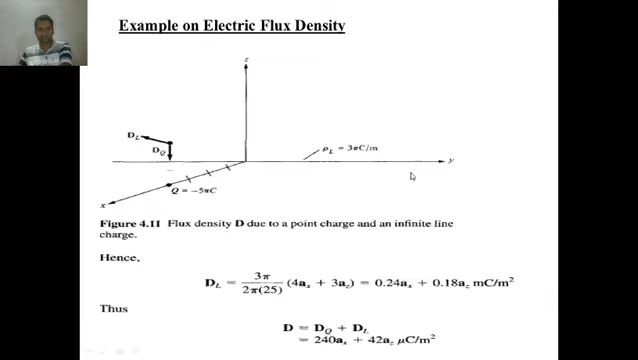 Example on Electric Flux Density
z
D_L
D_Q
ρ_L = 3πC/m
y
Q = −5πC
x
Figure 4.11 Flux density D due to a point charge and an infinite line
charge.
Hence,
D_L = 3π / 2π(25) (4a_x + 3a_z) = 0.24a_x + 0.18a_z mC/m²
Thus
D = D_Q + D_L
= 240a_x + 42a_z μC/m²